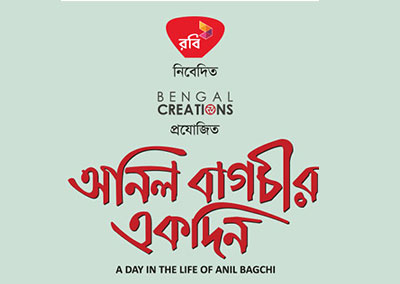 রবি
নিবেদিত
BENGAL
CREATIONS
প্রযোজিত
অনিল বাগচীর
একদিন
A DAY IN THE LIFE OF ANIL BAGCHI